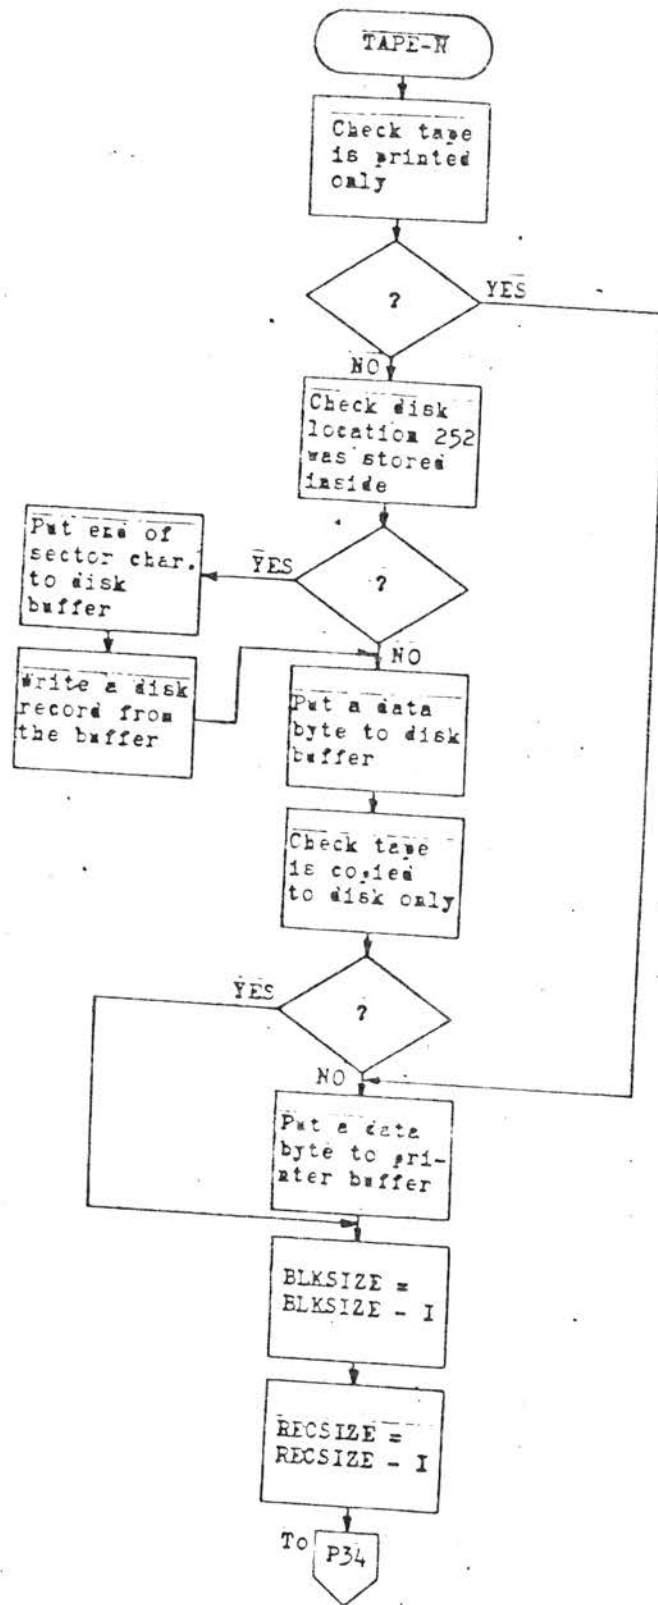 TAPE-N
Check tape
is printed
only
?
YES
NO
Check disk
location 252
was stored
inside
?
YES
NO
Put end of
sector char.
to disk
buffer
Write a disk
record from
the buffer
Put a data
byte to disk
buffer
Check tape
is copied
to disk only
?
YES
NO
Put a data
byte to pri-
nter buffer
BLKSIZE =
BLKSIZE - I
RECSIZE =
RECSIZE - I
To P34